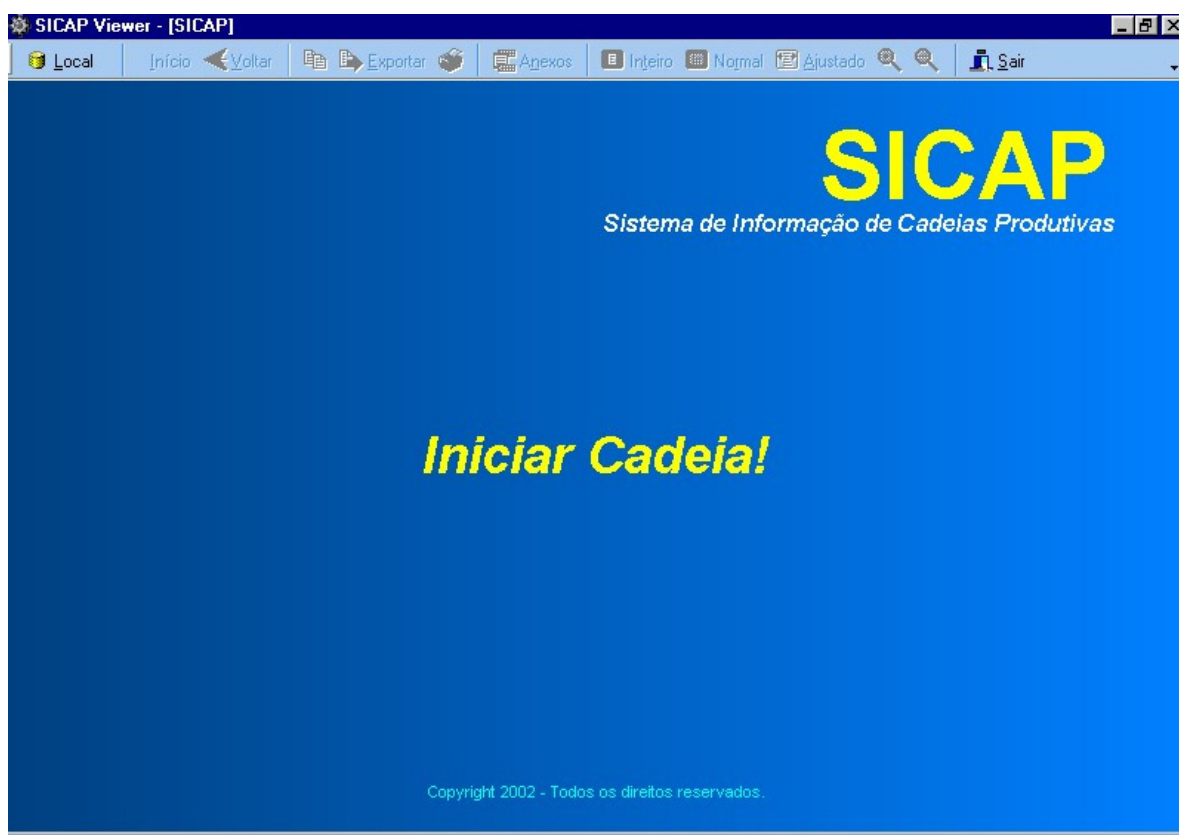 SICAP Viewer - [SICAP]
Local Início Voltar Exportar Anexos Inteiro Normal Ajustado Sair
SICAP
Sistema de Informação de Cadeias Produtivas
Iniciar Cadeia!
Copyright 2002 - Todos os direitos reservados.